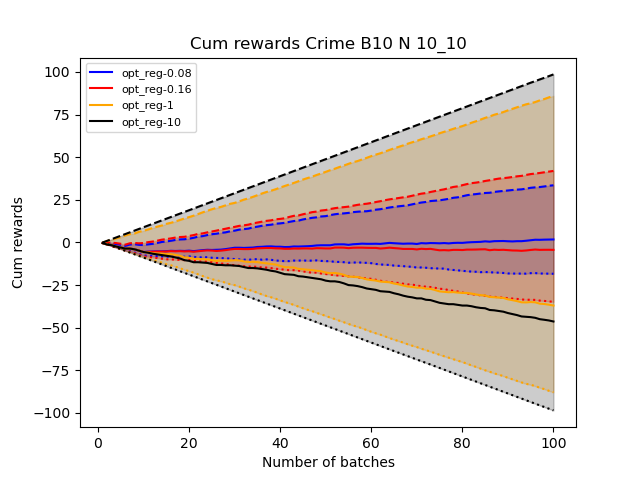 Cum rewards Crime B10 N 10_10
opt_reg-0.08
opt_reg-0.16
opt_reg-1
opt_reg-10
Cum rewards
100
75
50
25
0
−25
−50
−75
−100
0 20 40 60 80 100
Number of batches